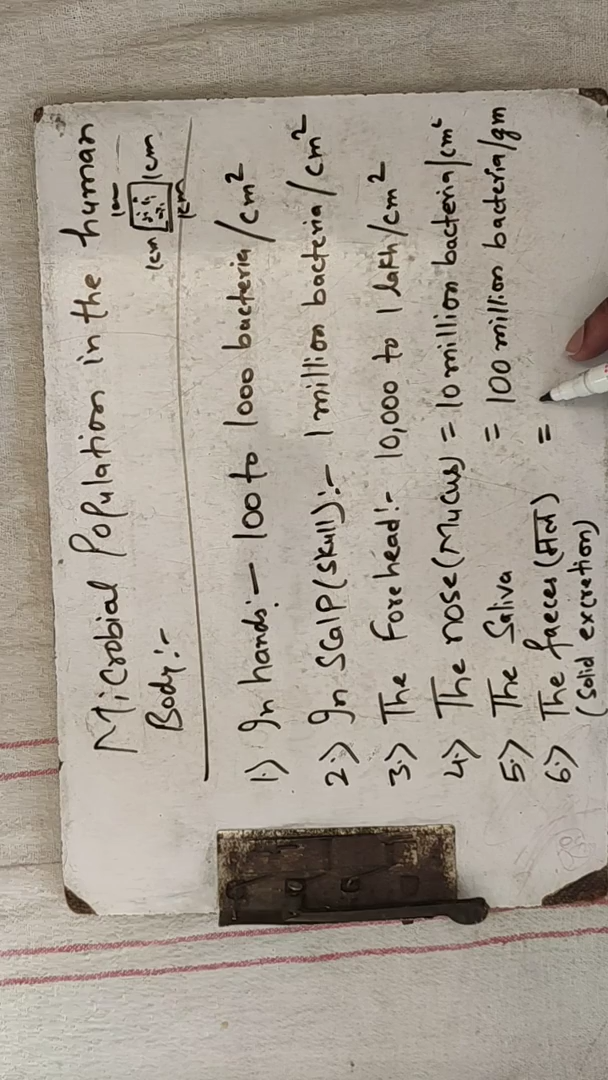 Microbial Population in the human
Body:-
1cm
1cm
1cm
1cm
1.) In hands:- 100 to 1000 bacteria/cm²
2.) In SCalP(skull):- 1 million bacteria/cm²
3.) The Forehead:- 10,000 to 1 lakh/cm²
4.) The nose(Mucus) = 10 million bacteria/cm²
5.) The Saliva = 100 million bacteria/gm
6.) The faeces (मल) =
(Solid excretion)